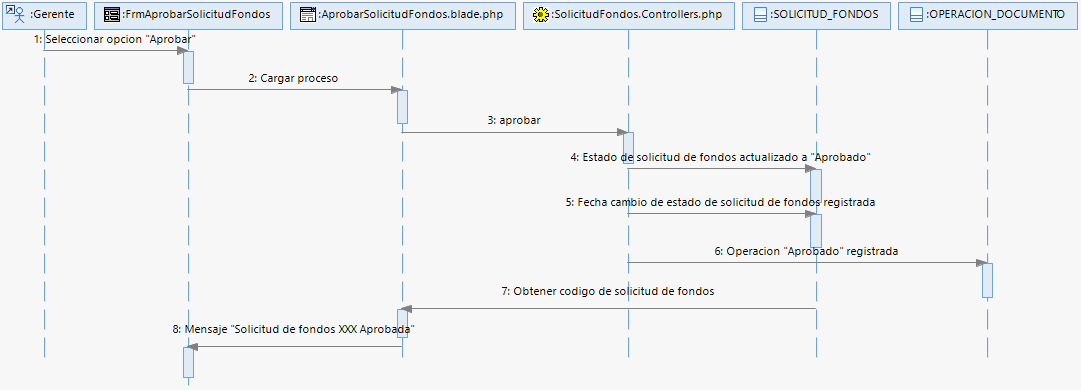 :Gerente
:FrmAprobarSolicitudFondos
:AprobarSolicitudFondos.blade.php
:SolicitudFondos.Controllers.php
:SOLICITUD_FONDOS
:OPERACION_DOCUMENTO
1: Seleccionar opcion "Aprobar"
2: Cargar proceso
3: aprobar
4: Estado de solicitud de fondos actualizado a "Aprobado"
5: Fecha cambio de estado de solicitud de fondos registrada
6: Operacion "Aprobado" registrada
7: Obtener codigo de solicitud de fondos
8: Mensaje "Solicitud de fondos XXX Aprobada"